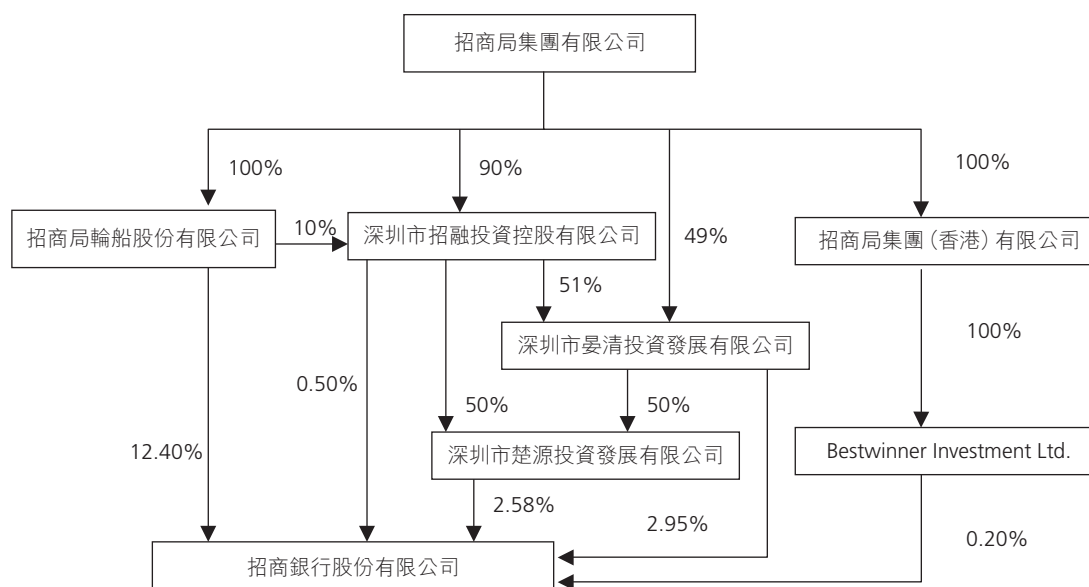 招商局集團有限公司
100%
90%
49%
100%
招商局輪船股份有限公司
10%
深圳市招融投資控股有限公司
招商局集團（香港）有限公司
51%
深圳市晏清投資發展有限公司
100%
0.50%
50%
50%
12.40%
深圳市楚源投資發展有限公司
Bestwinner Investment Ltd.
2.58%
2.95%
0.20%
招商銀行股份有限公司